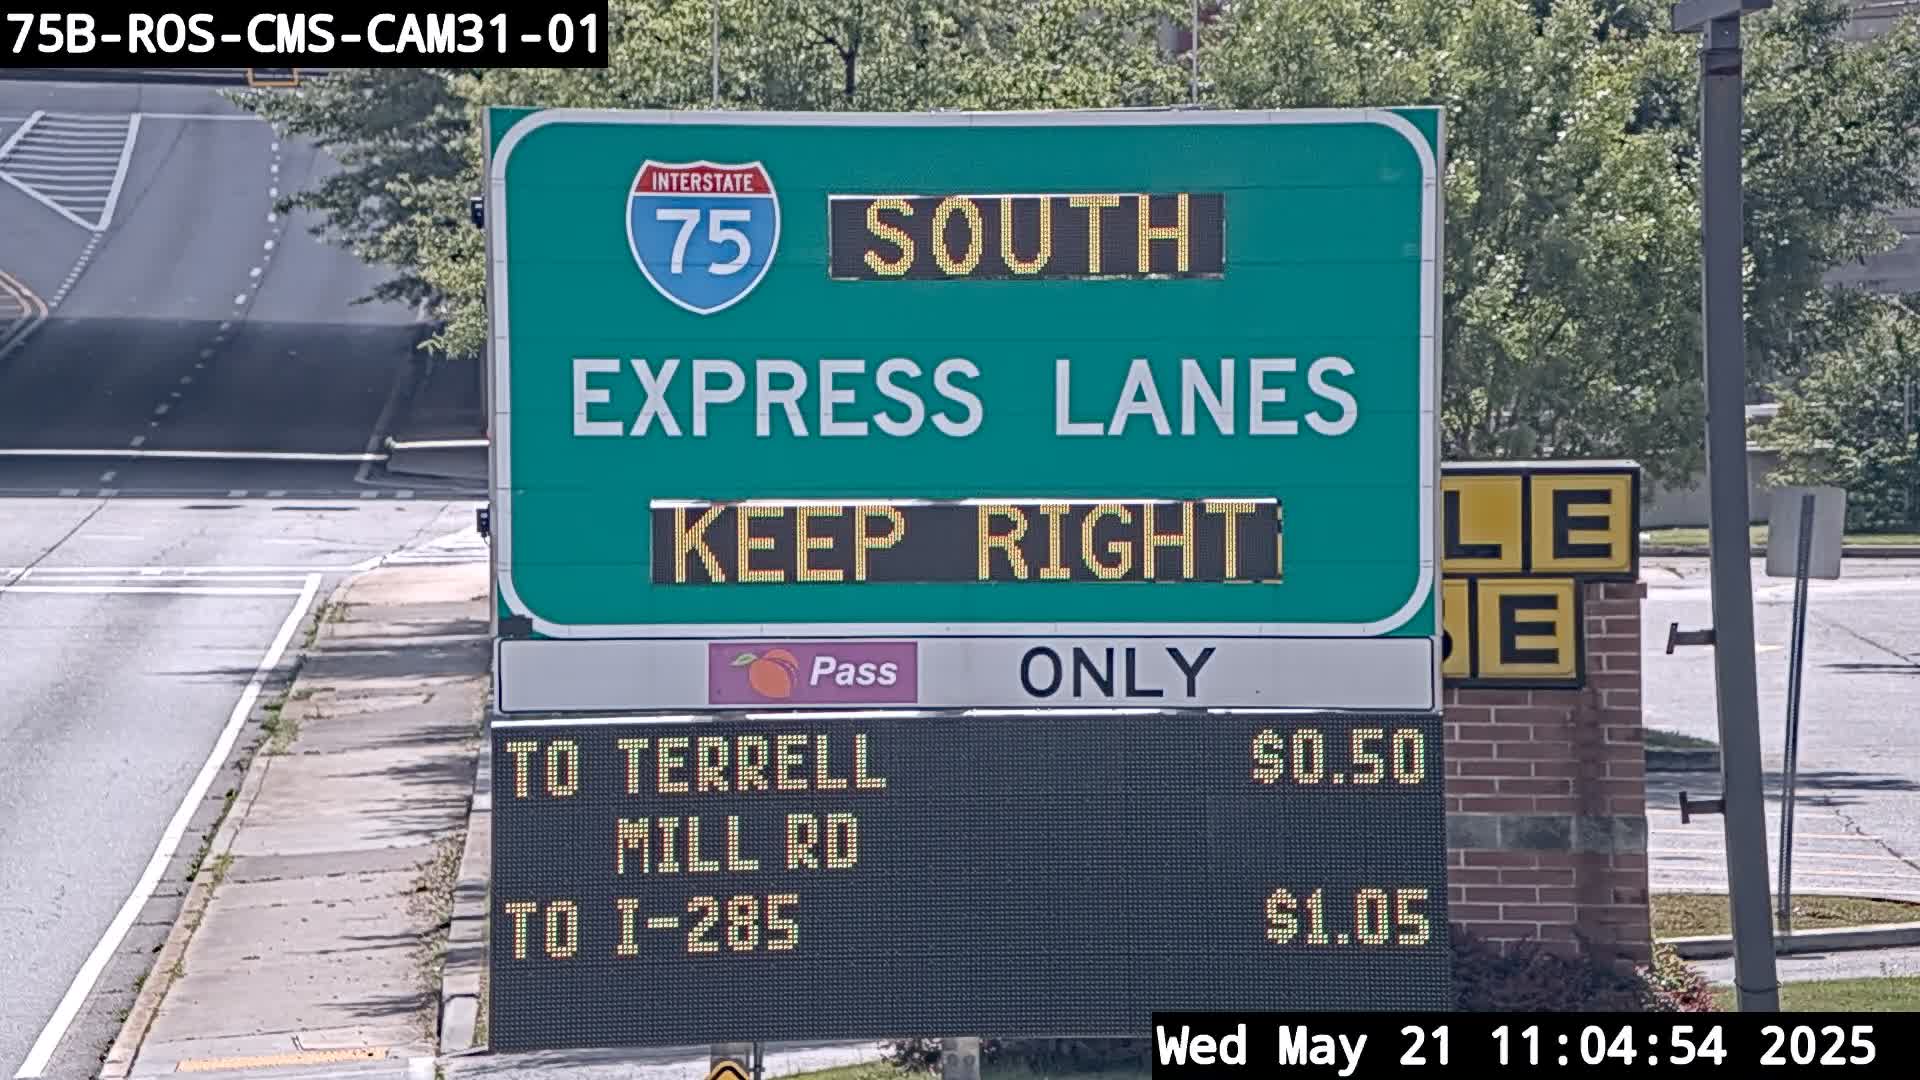 75B-ROS-CMS-CAM31-01
INTERSTATE
75
SOUTH
EXPRESS LANES
KEEP RIGHT
LE
E
Pass ONLY
TO TERRELL $0.50
MILL RD
TO I-285 $1.05
Wed May 21 11:04:54 2025